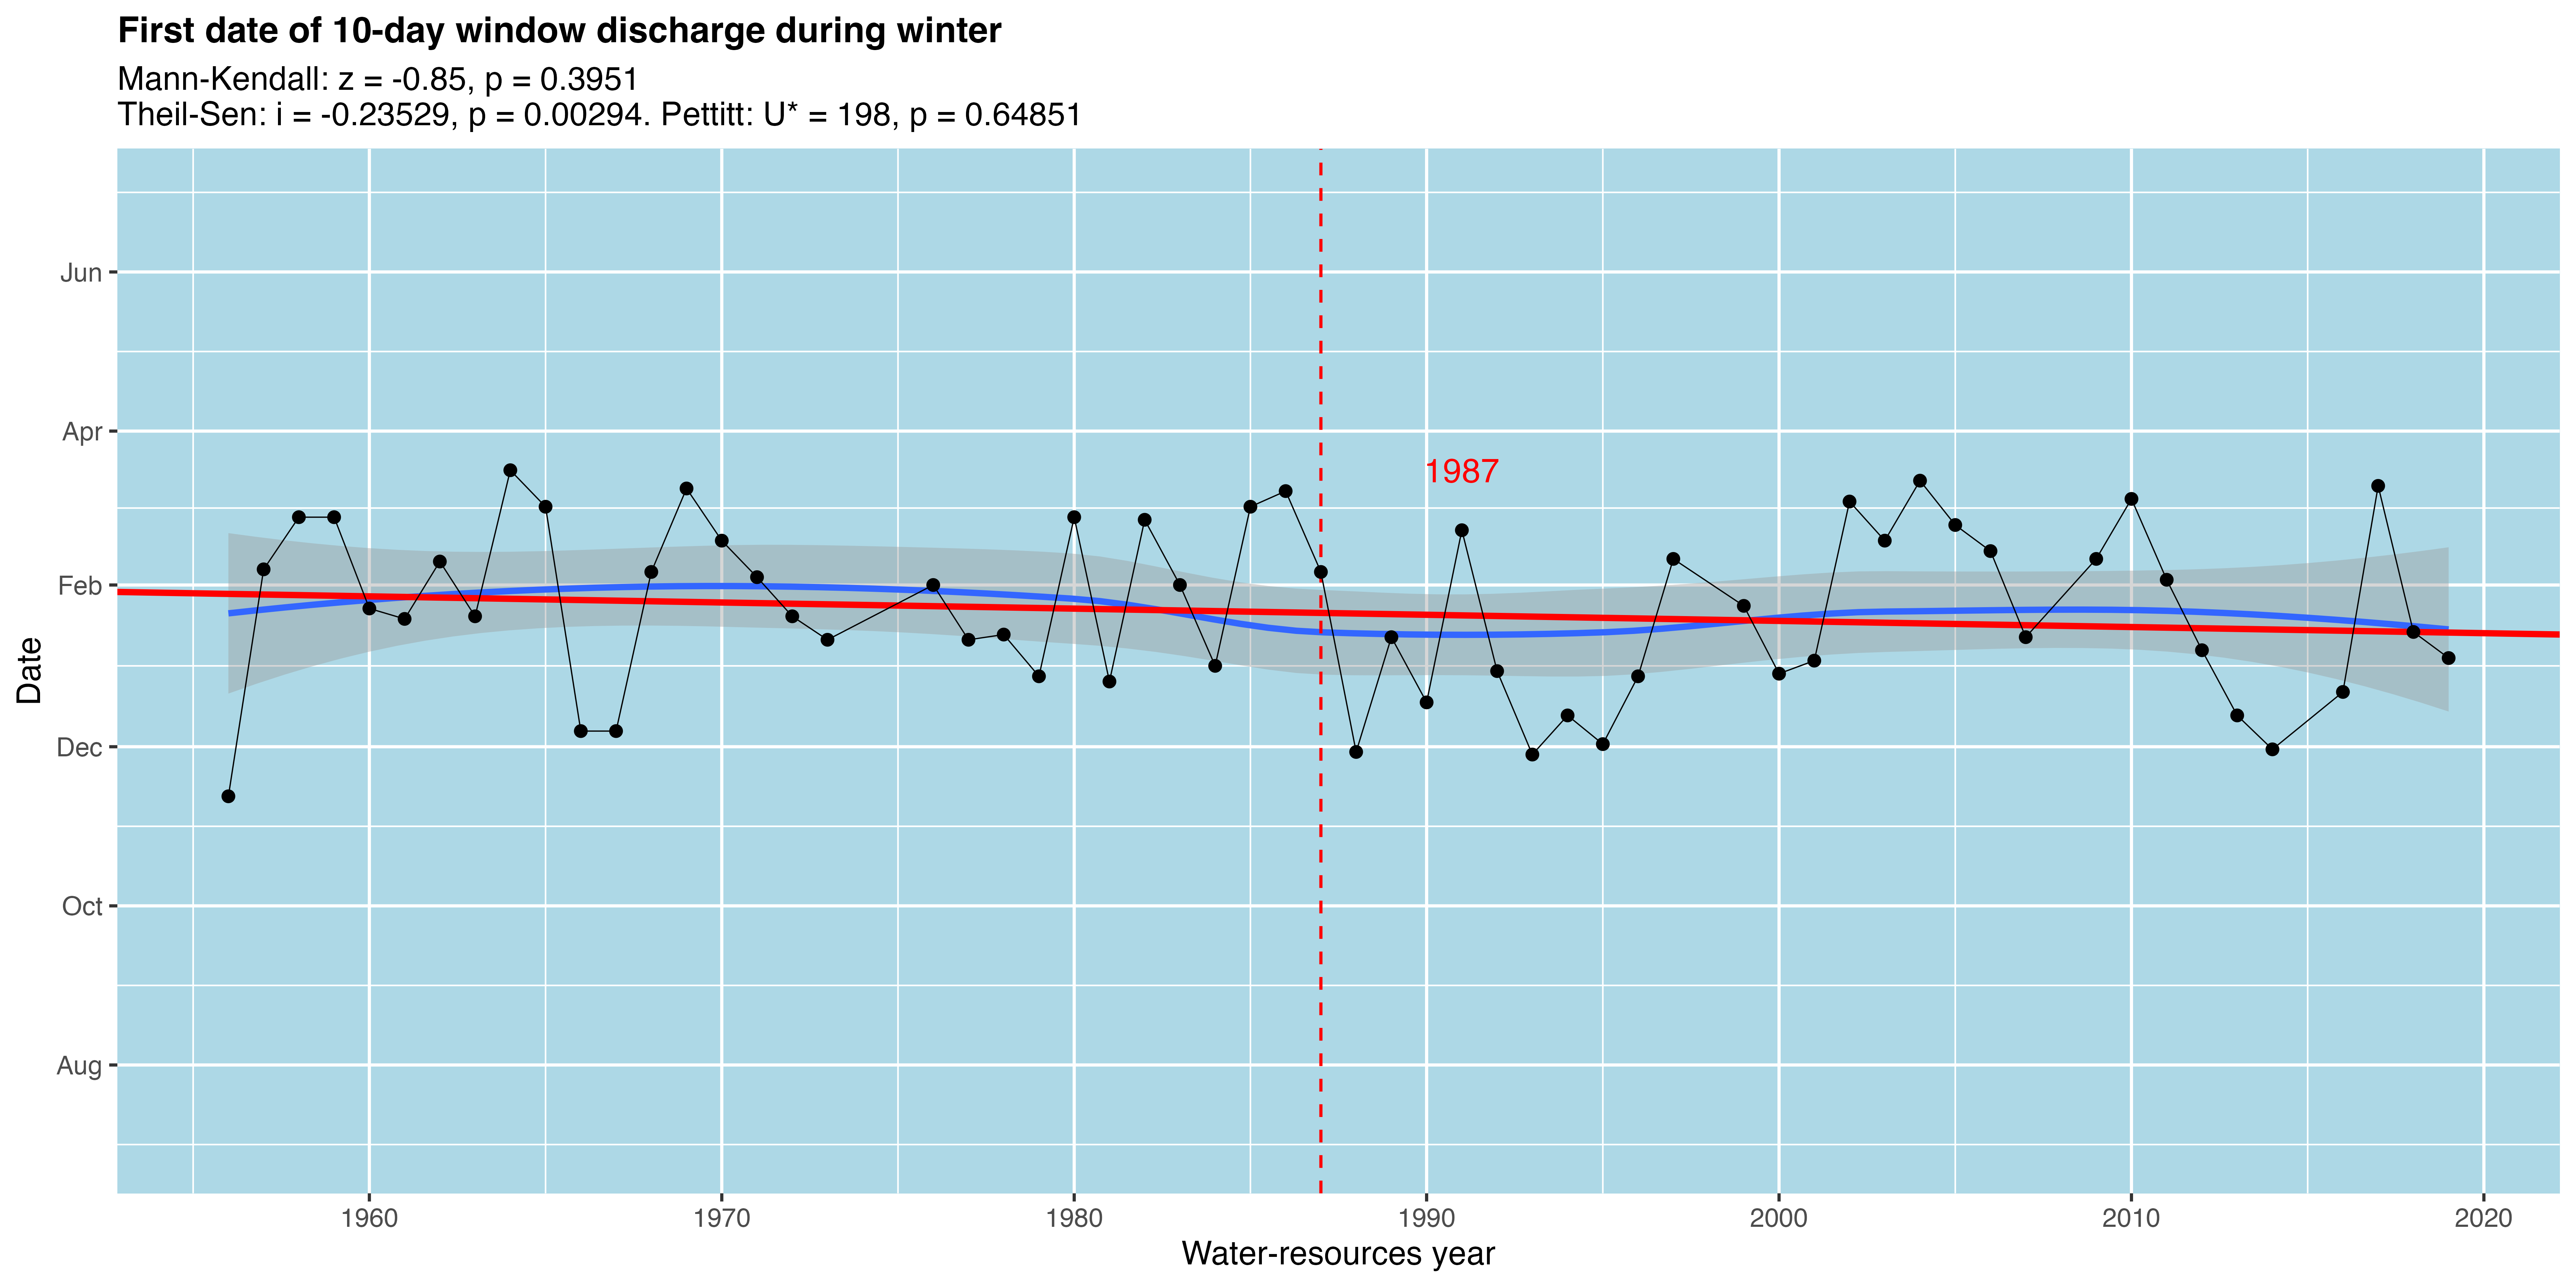 First date of 10-day window discharge during winter
Mann-Kendall: z = -0.85, p = 0.3951
Theil-Sen: i = -0.23529, p = 0.00294. Pettitt: U* = 198, p = 0.64851
Jun
Apr
1987
Feb
Date
Dec
Oct
Aug
1960 1970 1980 1990 2000 2010 2020
Water-resources year